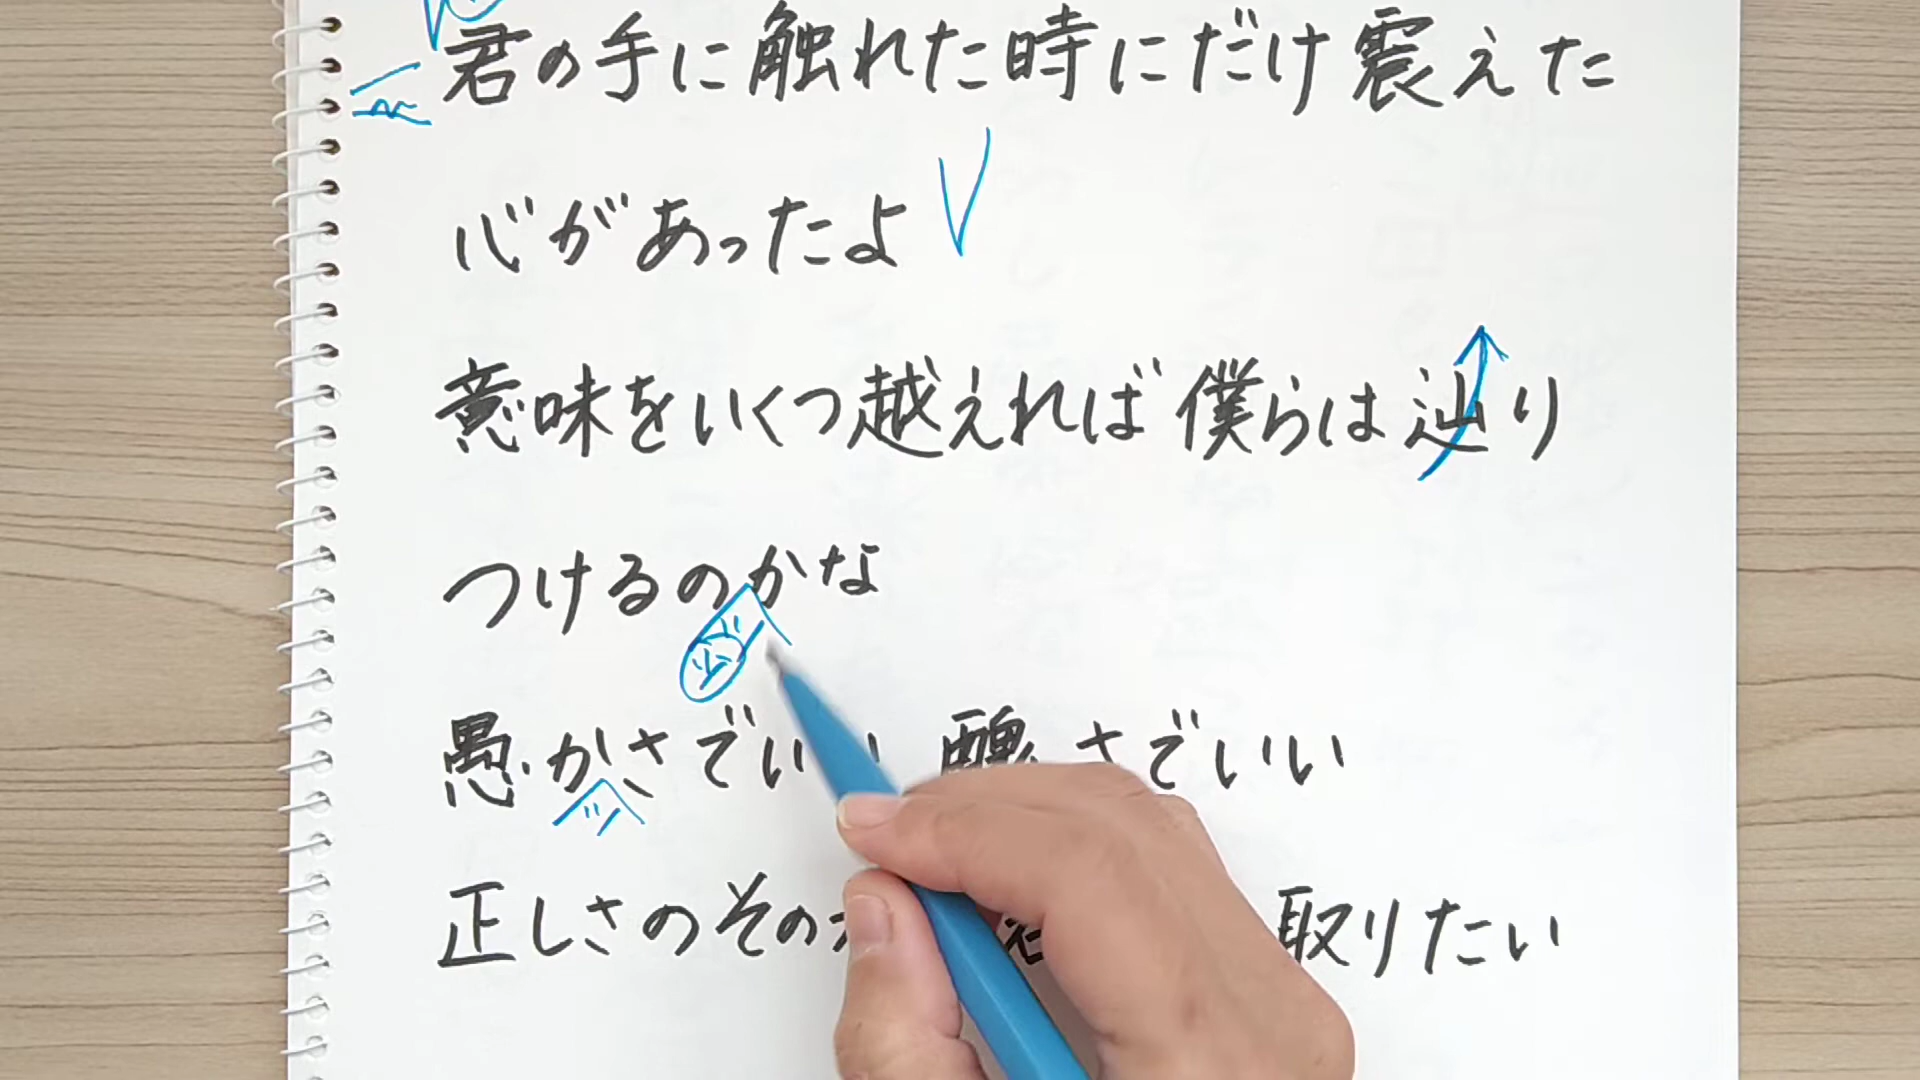 君の手に触れた時にだけ震えた
心があったよ
意味をいくつ越えれば僕らは辿り
つけるのかな
愚かさでいい 醜さでいい
正しさのその 取りたい